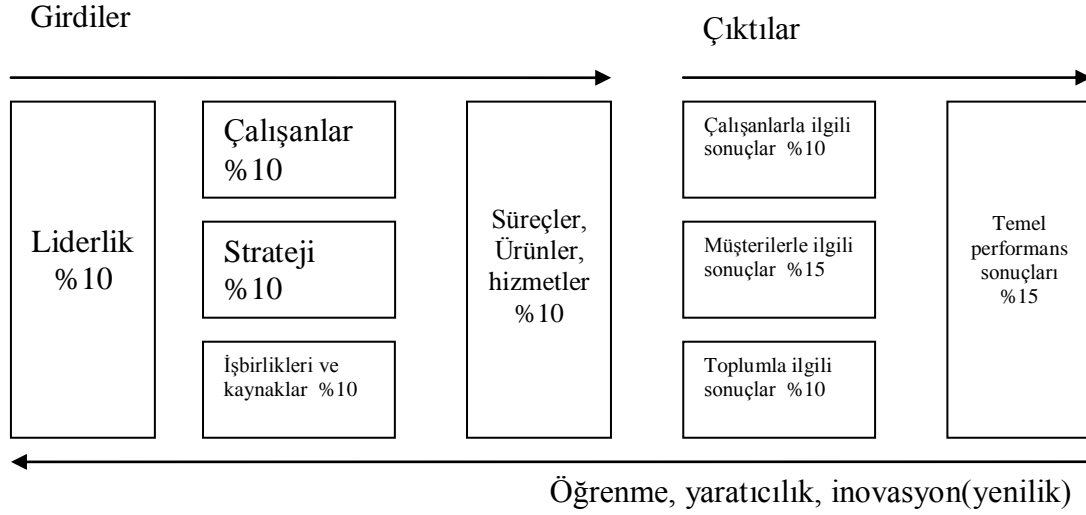 Girdiler
Çıktılar
Liderlik
%10
Çalışanlar
%10
Strateji
%10
İşbirlikleri ve
kaynaklar %10
Süreçler,
Ürünler,
hizmetler
%10
Çalışanlarla ilgili
sonuçlar %10
Müşterilerle ilgili
sonuçlar %15
Toplumla ilgili
sonuçlar %10
Temel
performans
sonuçları
%15
Öğrenme, yaratıcılık, inovasyon(yenilik)